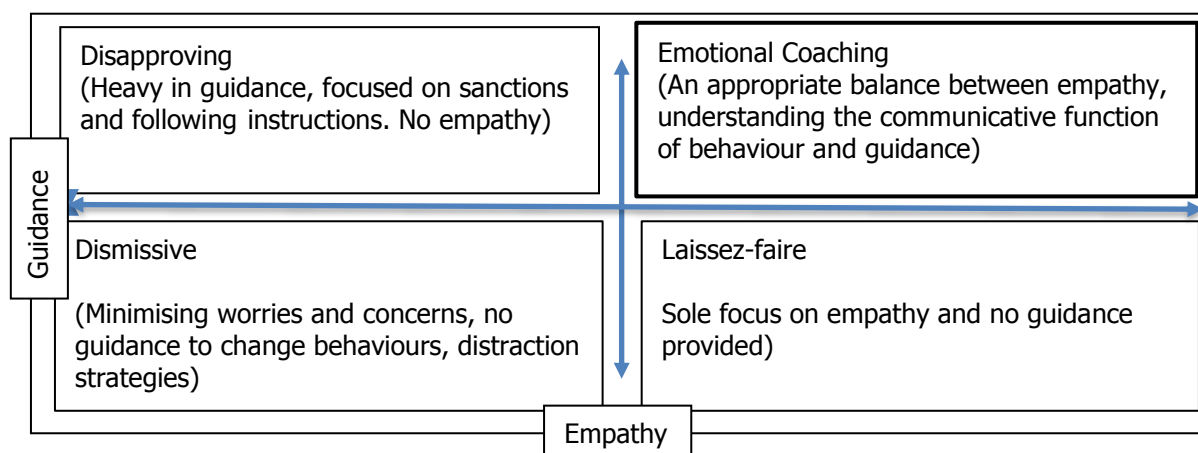 Disapproving
(Heavy in guidance, focused on sanctions
and following instructions. No empathy)
Emotional Coaching
(An appropriate balance between empathy,
understanding the communicative function
of behaviour and guidance)
Guidance
Dismissive
(Minimising worries and concerns, no
guidance to change behaviours, distraction
strategies)
Laissez-faire
Sole focus on empathy and no guidance
provided)
Empathy